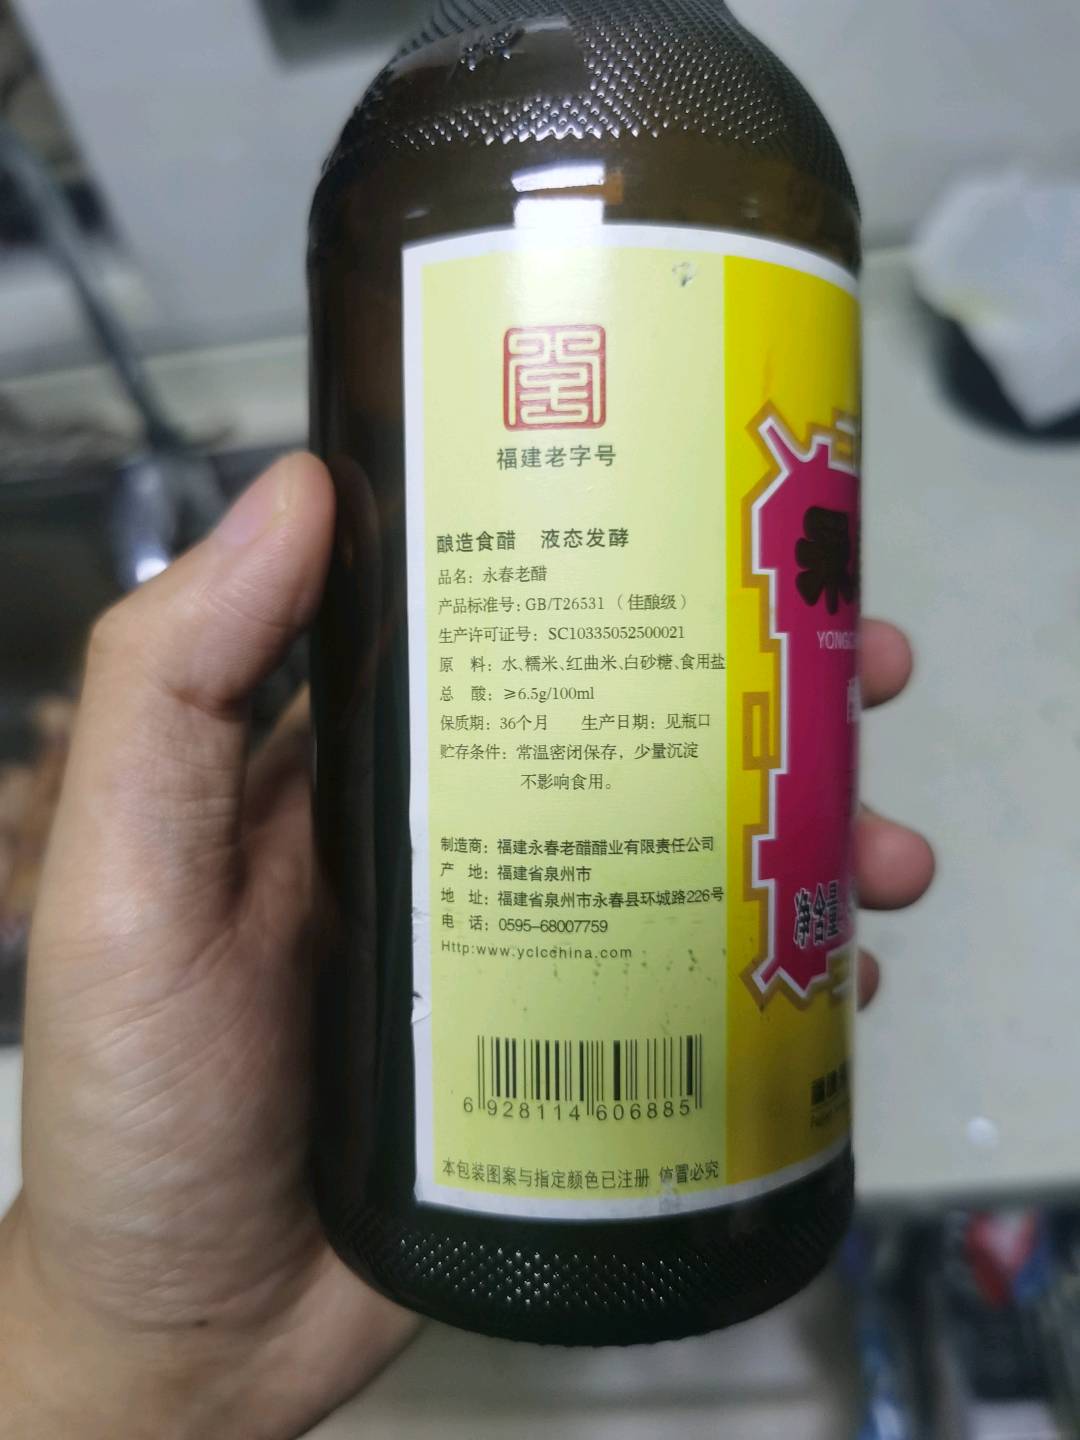 福建老字号
酿造食醋 液态发酵
品名：永春老醋
产品标准号：GB/T26531（佳酿级）
生产许可证号：SC10335052500021
原 料：水、糯米、红曲米、白砂糖、食用盐
总 酸：≥6.5g/100ml
保质期：36个月 生产日期：见瓶口
贮存条件：常温密闭保存，少量沉淀
不影响食用。
制造商：福建永春老醋醋业有限责任公司
产 地：福建省泉州市
地 址：福建省泉州市永春县环城路226号
电 话：0595-68007759
Http:www.yclcchina.com
6 928114 606885
本包装图案与指定颜色已注册 仿冒必究
YONGC
净含量
福建